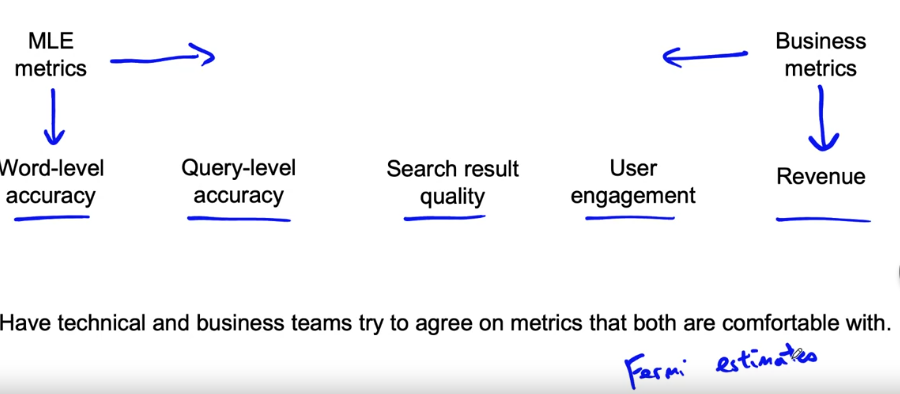 MLE
metrics
Business
metrics
Word-level
accuracy
Query-level
accuracy
Search result
quality
User
engagement
Revenue
Have technical and business teams try to agree on metrics that both are comfortable with.
Fermi estimates